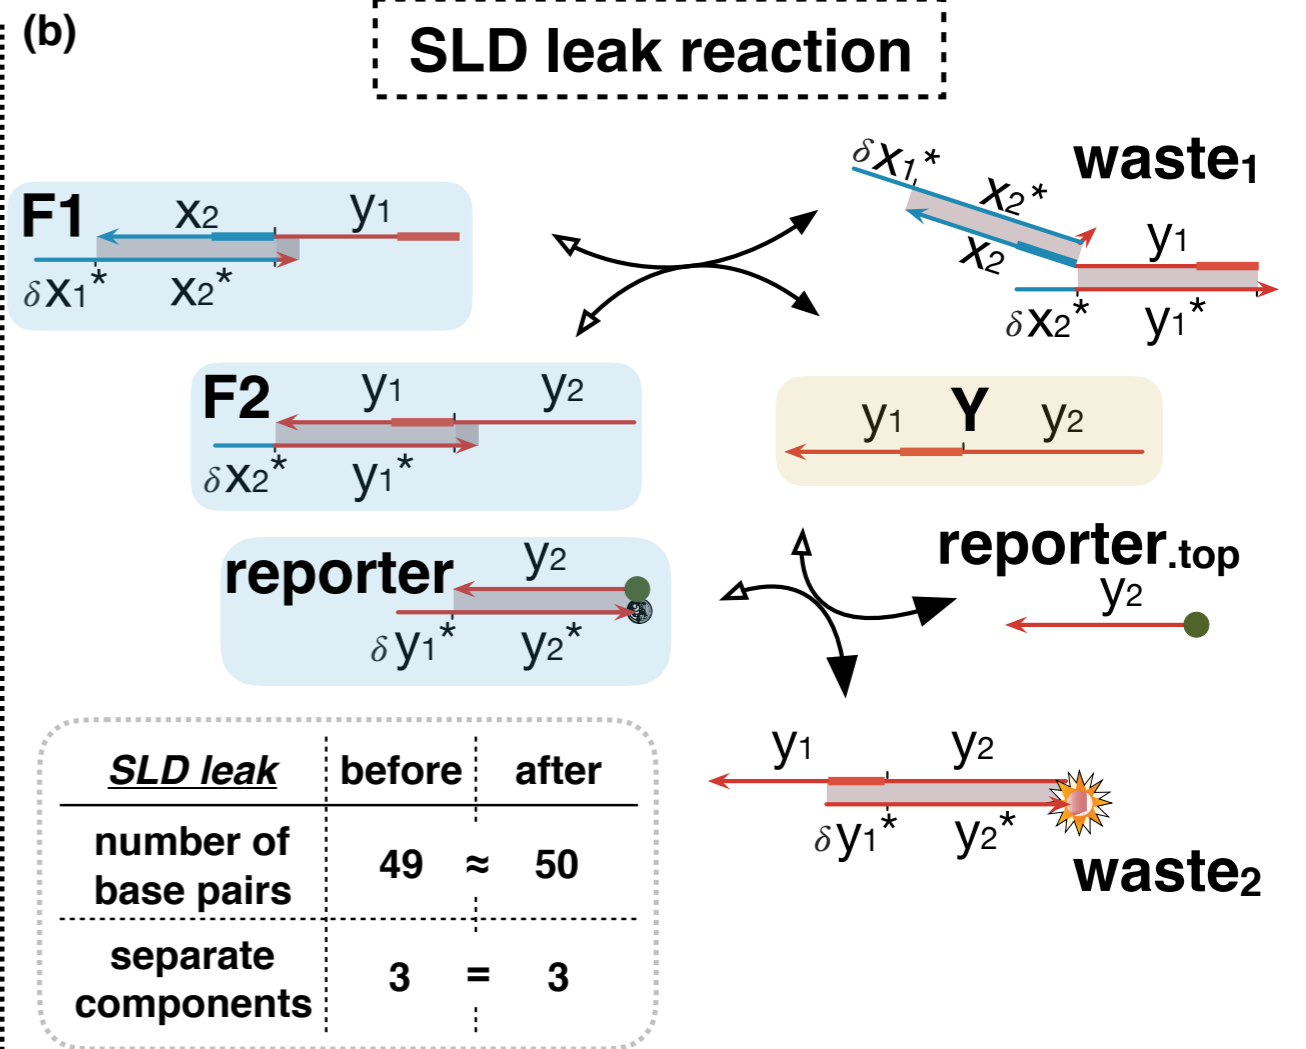 (b)
SLD leak reaction
F1
x2
y1
δx1*
x2*
δx1*
x2*
waste1
x2
y1
δx2*
y1*
F2
y1
y2
δx2*
y1*
y1
Y
y2
reporter
y2
δy1*
y2*
reporter.top
y2
y1
y2
δy1*
y2*
waste2
SLD leak before after
number of base pairs 49 ≈ 50
separate components 3 = 3